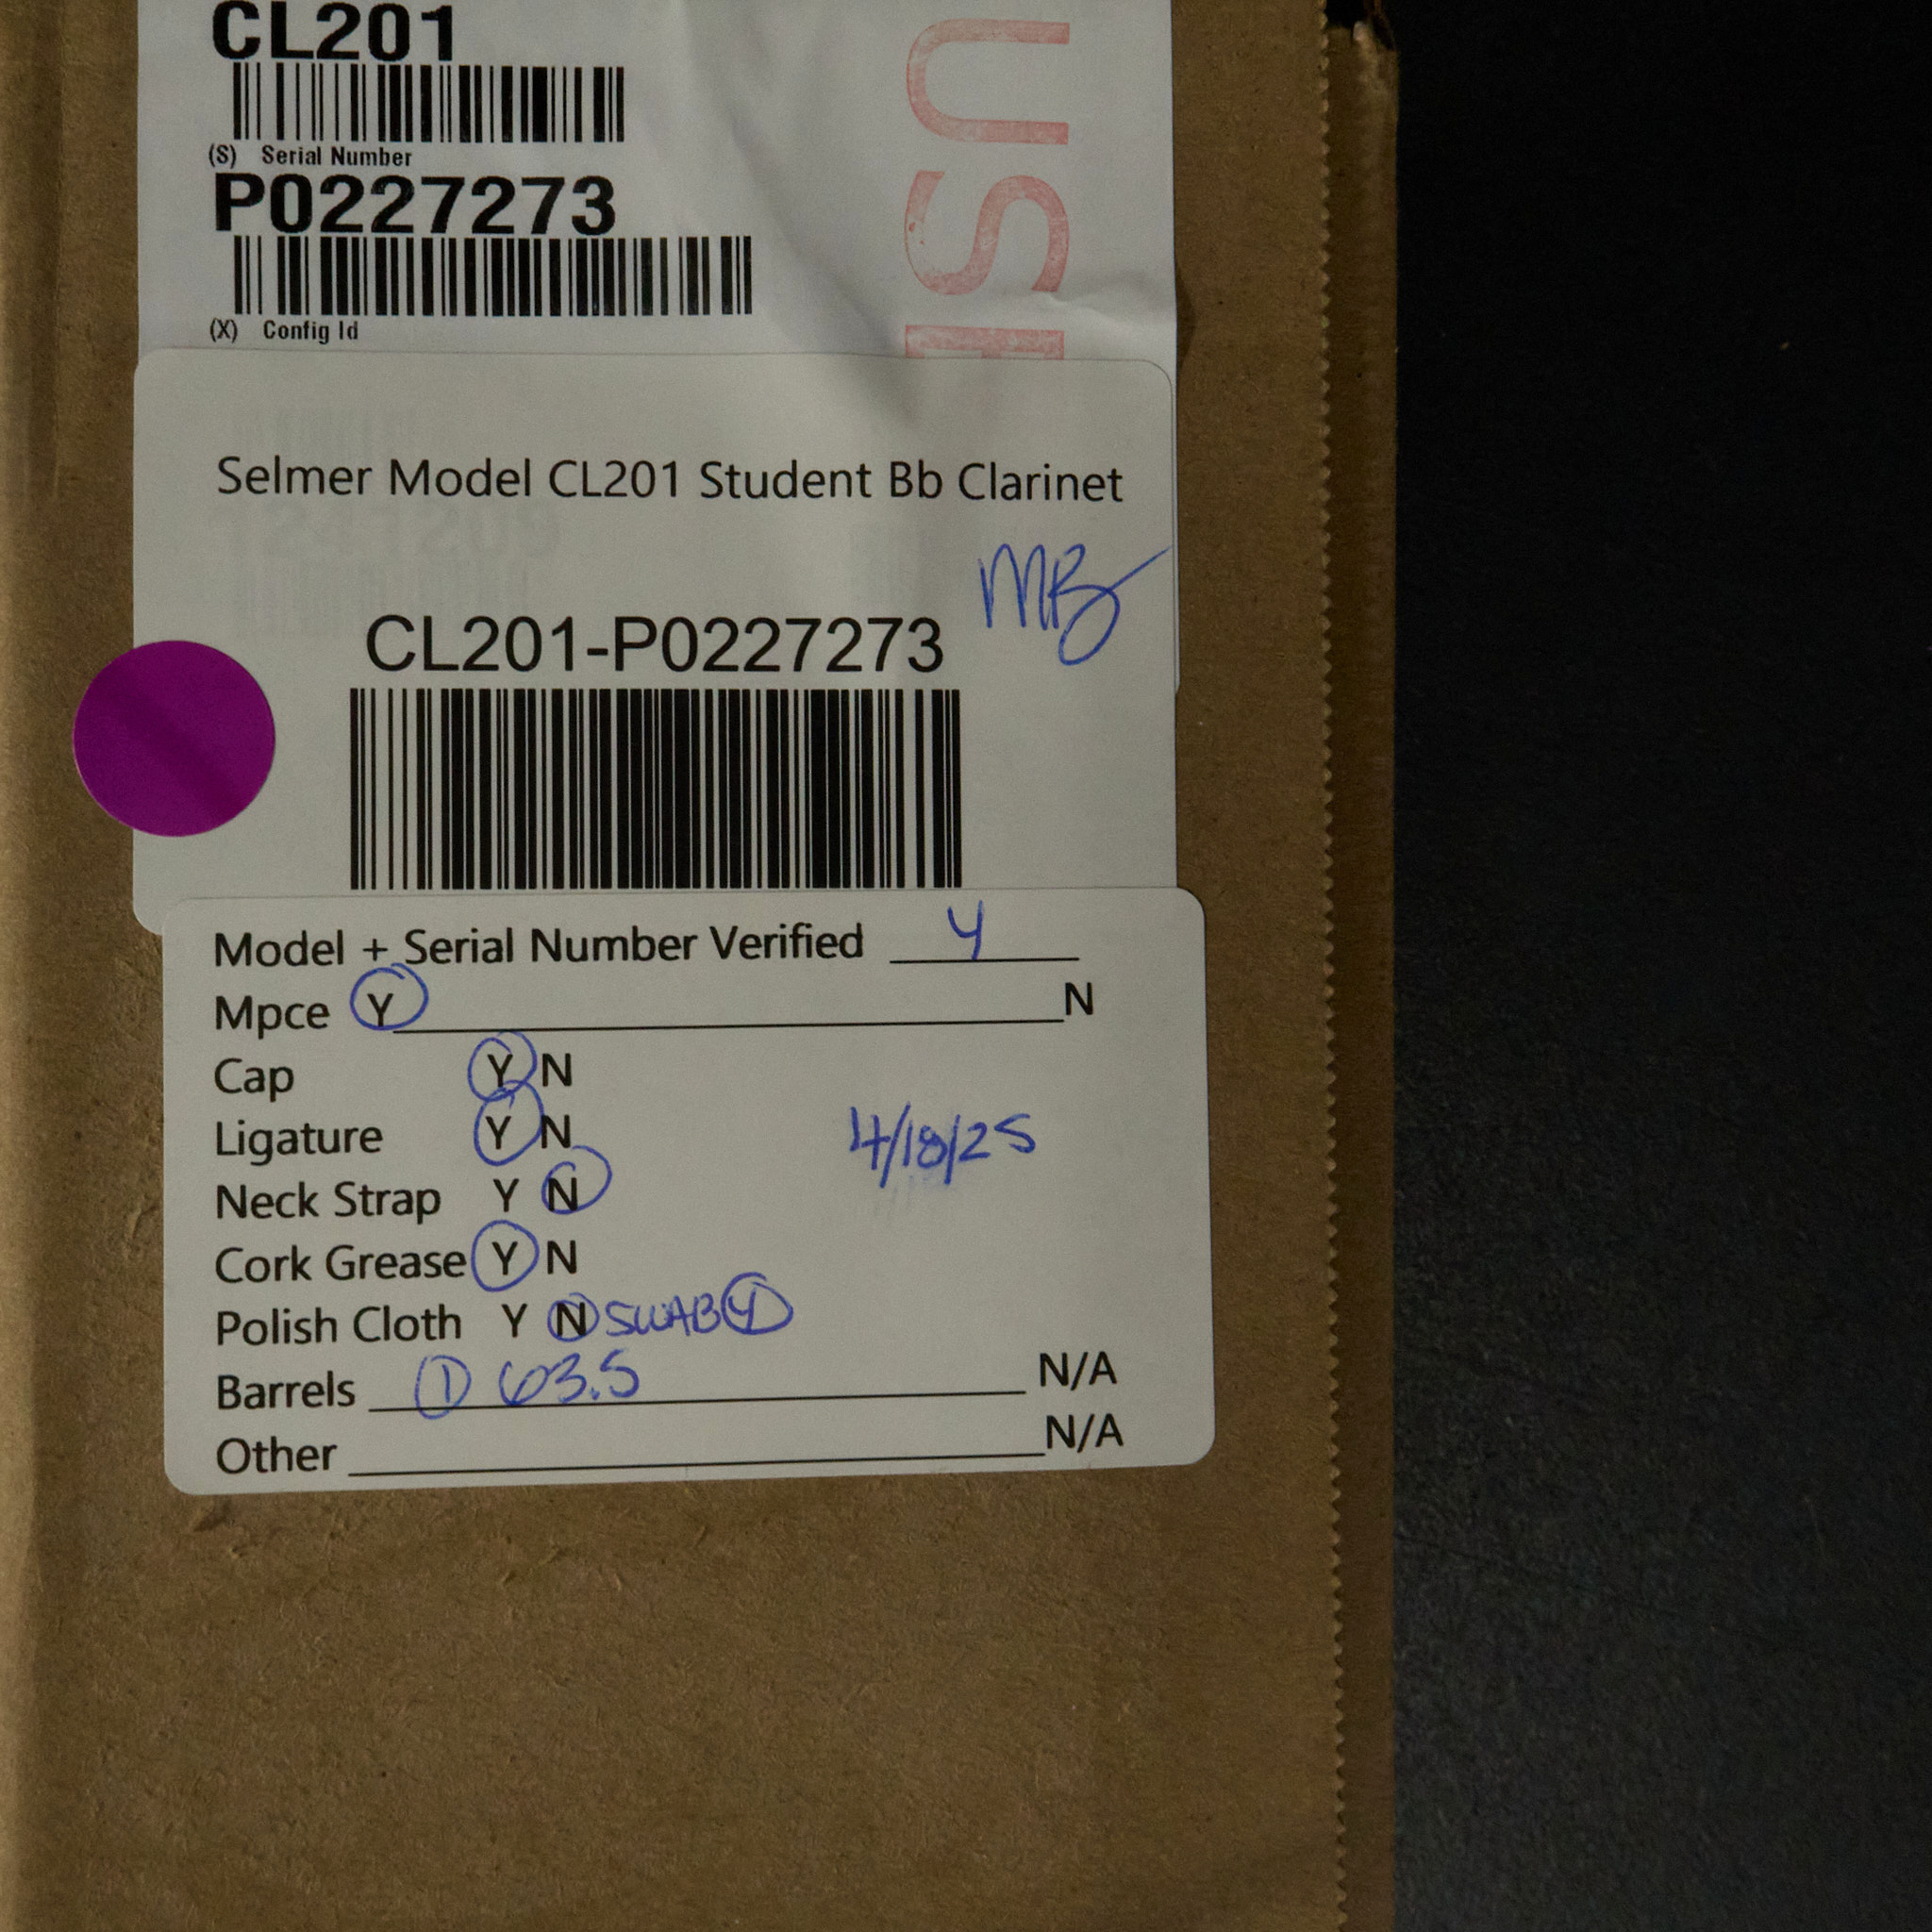 CL201
(S) Serial Number
P0227273
(X) Config Id
Selmer Model CL201 Student Bb Clarinet
MB
CL201-P0227273
Model + Serial Number Verified Y
Mpce Y N
Cap Y N
Ligature Y N
4/18/25
Neck Strap Y N
Cork Grease Y N
Polish Cloth Y N SWAB Y
Barrels 1 63.5 N/A
Other N/A